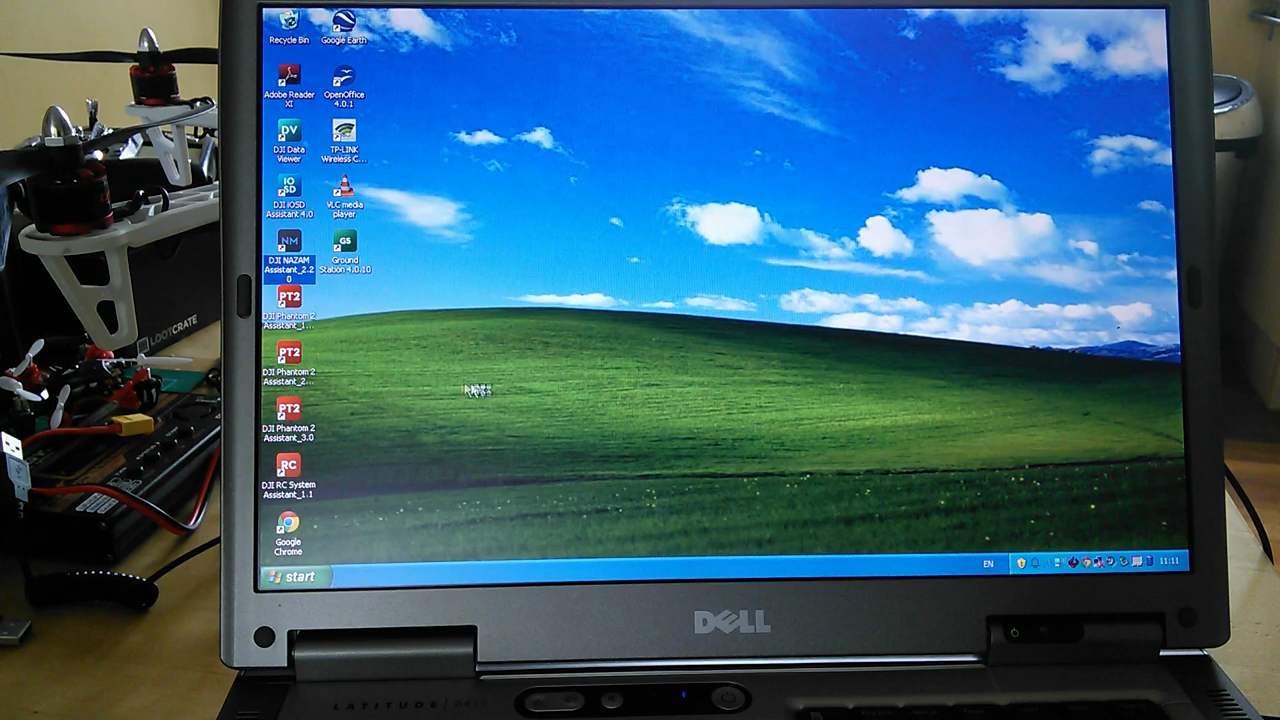 Recycle Bin
Google Earth
Adobe Reader
XI
OpenOffice
4.0.1
DV
DJI Data
Viewer
TP-LINK
Wireless C...
IO
SD
DJI iOSD
Assistant 4.0
VLC media
player
NM
DJI NAZAM
Assistant_2.2
0
GS
Ground
Station 4.0.10
PT2
DJI Phantom 2
Assistant_1...
PT2
DJI Phantom 2
Assistant_2...
PT2
DJI Phantom 2
Assistant_3.0
RC
DJI RC System
Assistant_1.1
Google
Chrome
start
EN
11:11
DELL
LATITUDE
LOOTCRATE